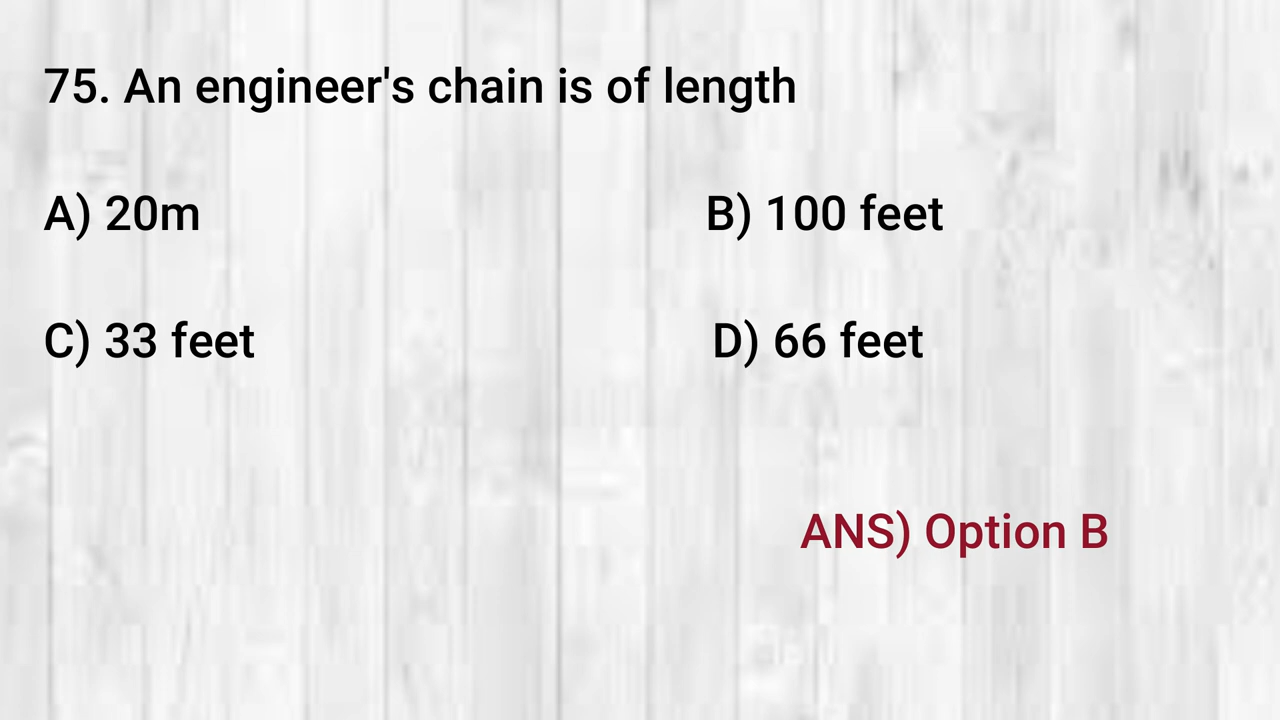 75. An engineer's chain is of length
A) 20m B) 100 feet
C) 33 feet D) 66 feet
ANS) Option B